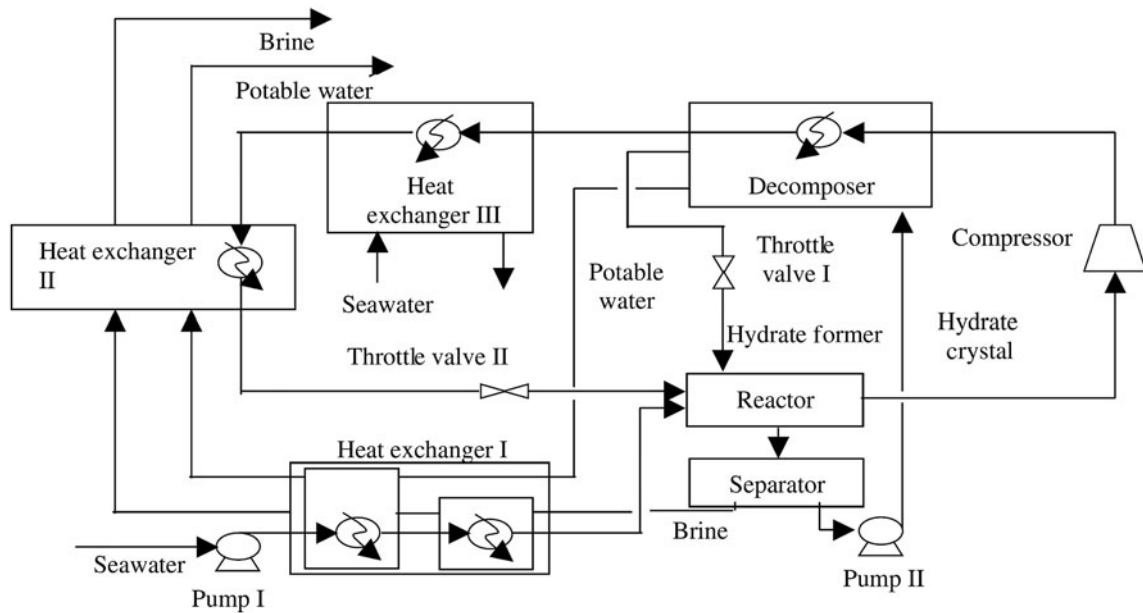 Brine
Potable water
Heat
exchanger III
Decomposer
Heat exchanger
II
Seawater
Potable
water
Throttle
valve I
Compressor
Hydrate former
Hydrate
crystal
Throttle valve II
Reactor
Heat exchanger I
Separator
Brine
Seawater
Pump I
Pump II